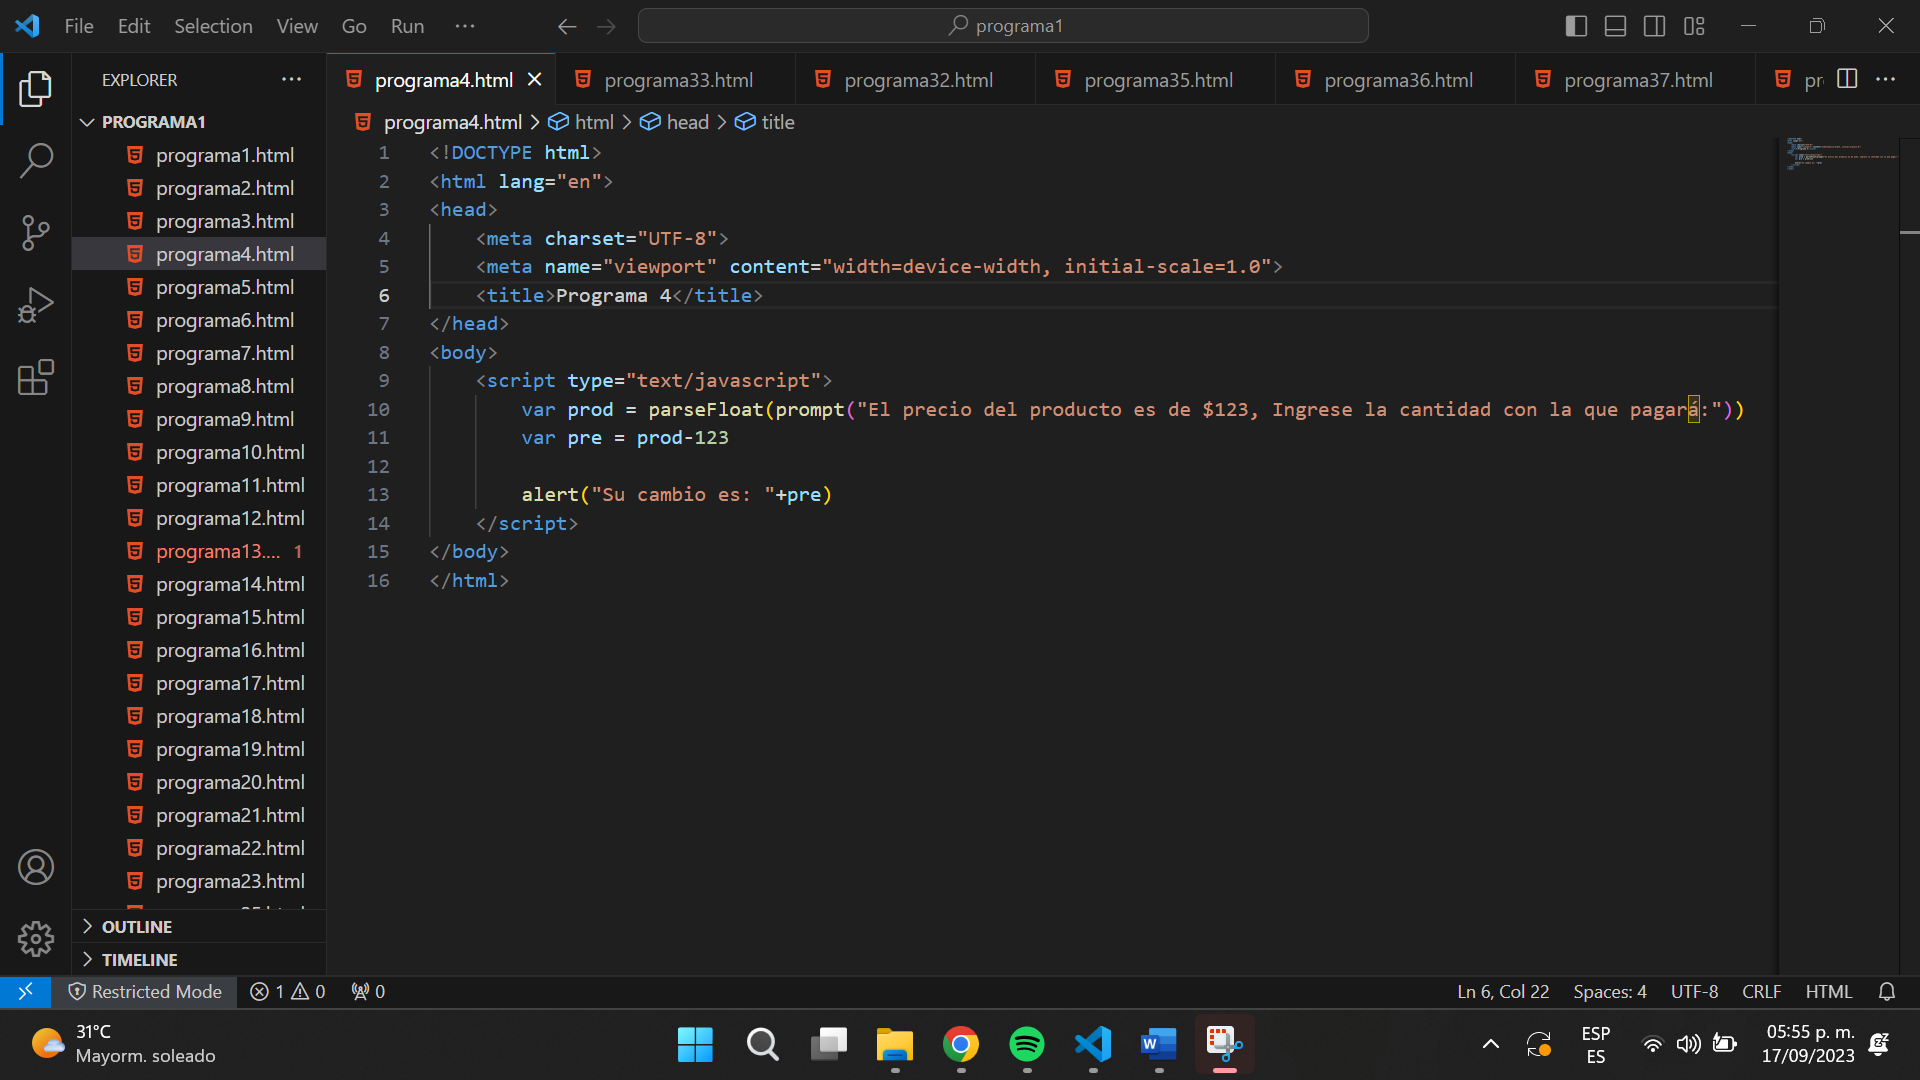 File Edit Selection View Go Run ···
programa1
EXPLORER ···
programa4.html programa33.html programa32.html programa35.html programa36.html programa37.html pr ···
PROGRAMA1
programa4.html > html > head > title
programa1.html
programa2.html
programa3.html
programa4.html
programa5.html
programa6.html
programa7.html
programa8.html
programa9.html
programa10.html
programa11.html
programa12.html
programa13.... 1
programa14.html
programa15.html
programa16.html
programa17.html
programa18.html
programa19.html
programa20.html
programa21.html
programa22.html
programa23.html
OUTLINE
TIMELINE
1 <!DOCTYPE html>
2 <html lang="en">
3 <head>
4 <meta charset="UTF-8">
5 <meta name="viewport" content="width=device-width, initial-scale=1.0">
6 <title>Programa 4</title>
7 </head>
8 <body>
9 <script type="text/javascript">
10 var prod = parseFloat(prompt("El precio del producto es de $123, Ingrese la cantidad con la que pagará:"))
11 var pre = prod-123
12
13 alert("Su cambio es: "+pre)
14 </script>
15 </body>
16 </html>
Restricted Mode 1 0 0 Ln 6, Col 22 Spaces: 4 UTF-8 CRLF HTML
31°C
Mayorm. soleado
ESP
ES
05:55 p. m.
17/09/2023